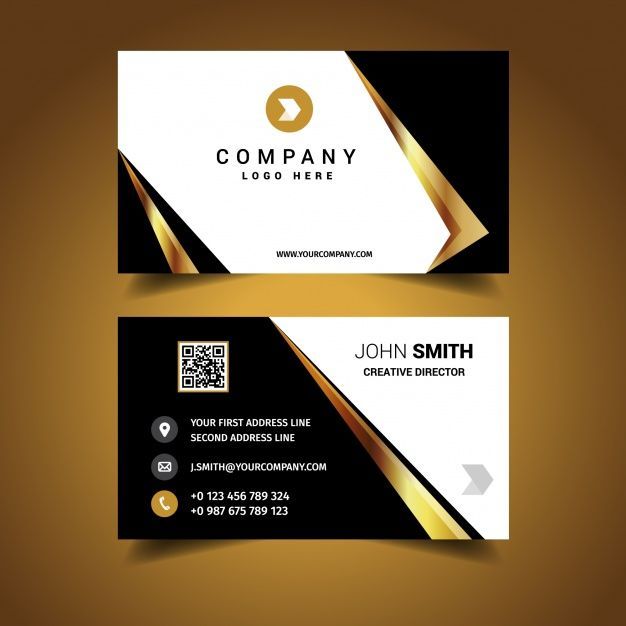 COMPANY
LOGO HERE
WWW.YOURCOMPANY.COM
JOHN SMITH
CREATIVE DIRECTOR
YOUR FIRST ADDRESS LINE
SECOND ADDRESS LINE
J.SMITH@YOURCOMPANY.COM
+0 123 456 789 324
+0 987 675 789 123